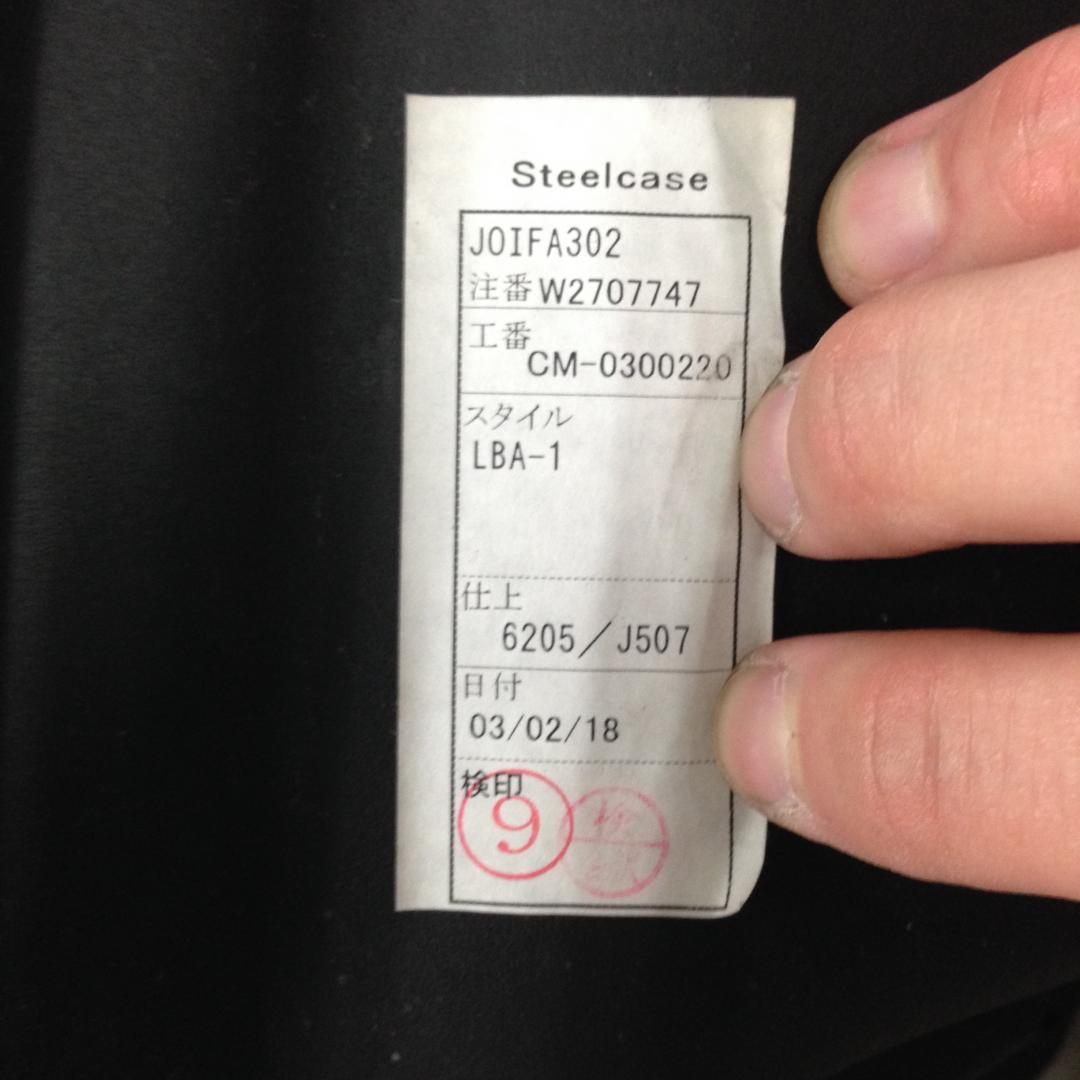 Steelcase
JOIFA302
注番W2707747
工番
CM-0300220
スタイル
LBA-1
仕上
6205／J507
日付
03/02/18
検印
9